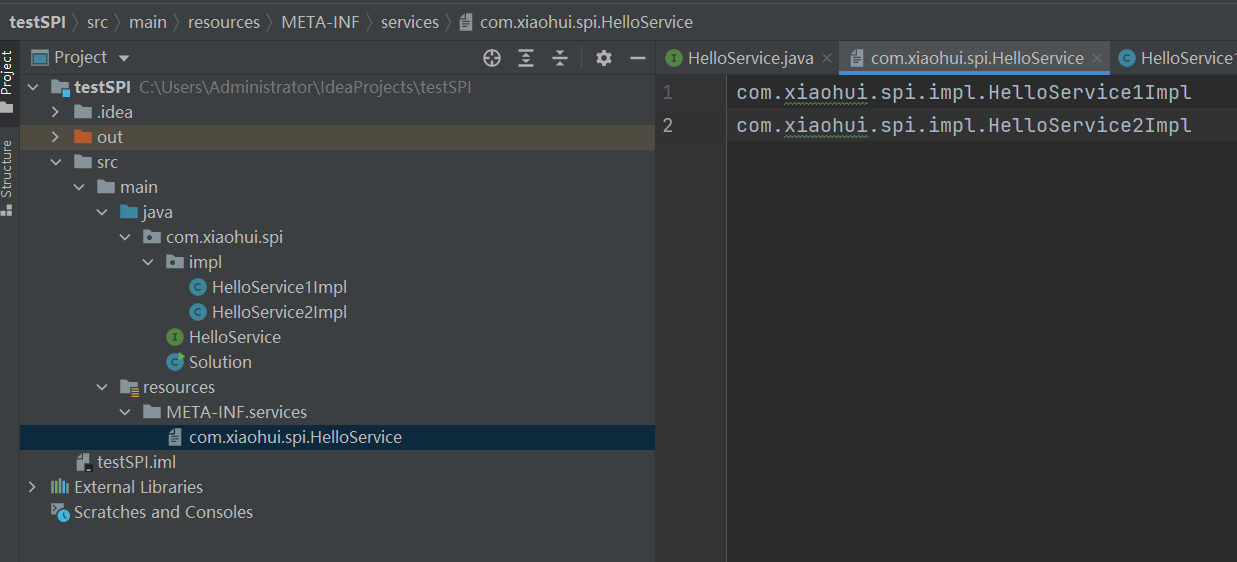 testSPI src main resources META-INF services com.xiaohui.spi.HelloService
Project
HelloService.java com.xiaohui.spi.HelloService HelloService1
Project
Structure
testSPI C:\Users\Administrator\IdeaProjects\testSPI
.idea
out
src
main
java
com.xiaohui.spi
impl
HelloService1Impl
HelloService2Impl
HelloService
Solution
resources
META-INF.services
com.xiaohui.spi.HelloService
testSPI.iml
External Libraries
Scratches and Consoles
1 com.xiaohui.spi.impl.HelloService1Impl
2 com.xiaohui.spi.impl.HelloService2Impl